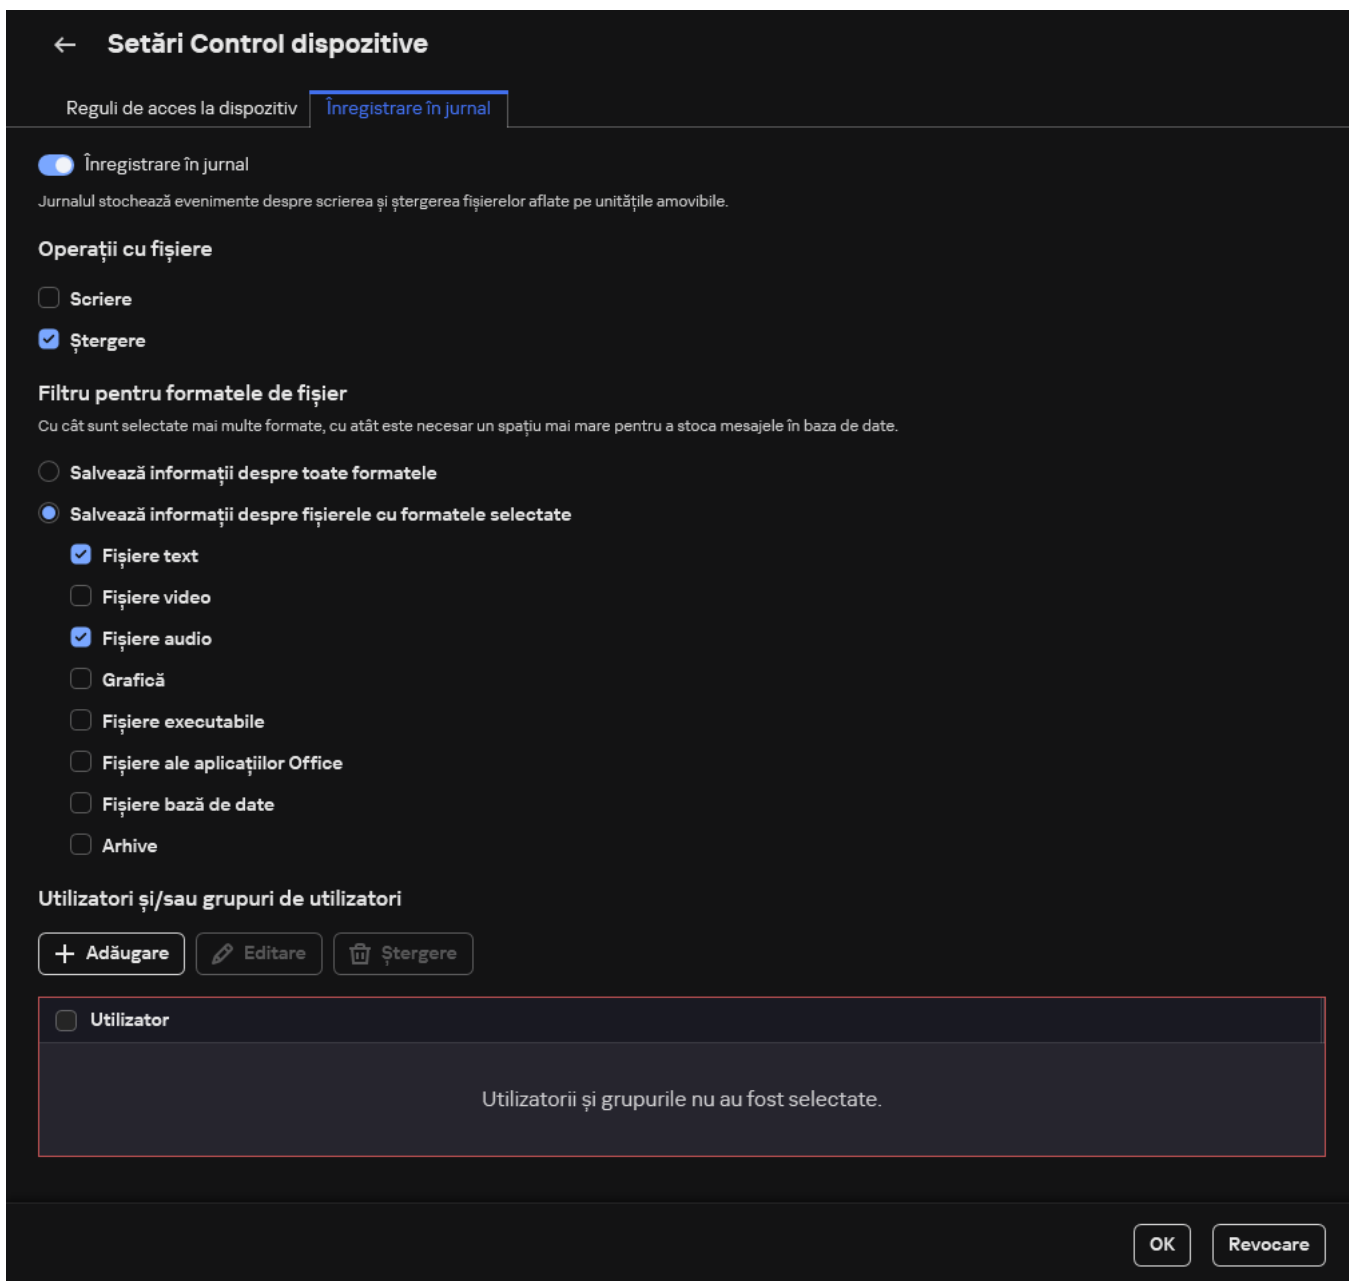 Setări Control dispozitive
Reguli de acces la dispozitiv
Înregistrare în jurnal
Înregistrare în jurnal
Jurnalul stochează evenimente despre scrierea și ștergerea fișierelor aflate pe unitățile amovibile.
Operații cu fișiere
Scriere
Ștergere
Filtru pentru formatele de fișier
Cu cât sunt selectate mai multe formate, cu atât este necesar un spațiu mai mare pentru a stoca mesajele în baza de date.
Salvează informații despre toate formatele
Salvează informații despre fișierele cu formatele selectate
Fișiere text
Fișiere video
Fișiere audio
Grafică
Fișiere executabile
Fișiere ale aplicațiilor Office
Fișiere bază de date
Arhive
Utilizatori și/sau grupuri de utilizatori
Adăugare
Editare
Ștergere
Utilizator
Utilizatorii și grupurile nu au fost selectate.
OK
Revocare